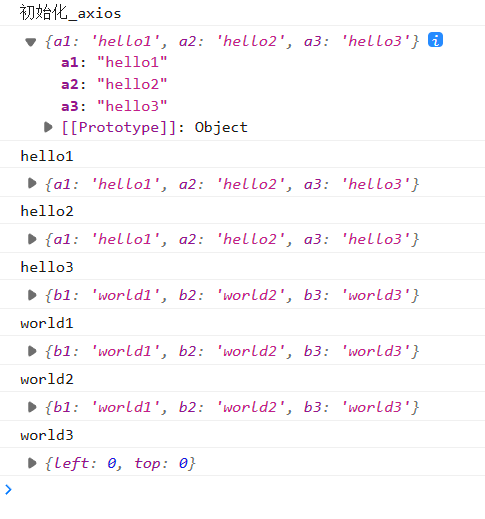 初始化_axios
{a1: 'hello1', a2: 'hello2', a3: 'hello3'} i
a1: "hello1"
a2: "hello2"
a3: "hello3"
[[Prototype]]: Object
hello1
{a1: 'hello1', a2: 'hello2', a3: 'hello3'}
hello2
{a1: 'hello1', a2: 'hello2', a3: 'hello3'}
hello3
{b1: 'world1', b2: 'world2', b3: 'world3'}
world1
{b1: 'world1', b2: 'world2', b3: 'world3'}
world2
{b1: 'world1', b2: 'world2', b3: 'world3'}
world3
{left: 0, top: 0}